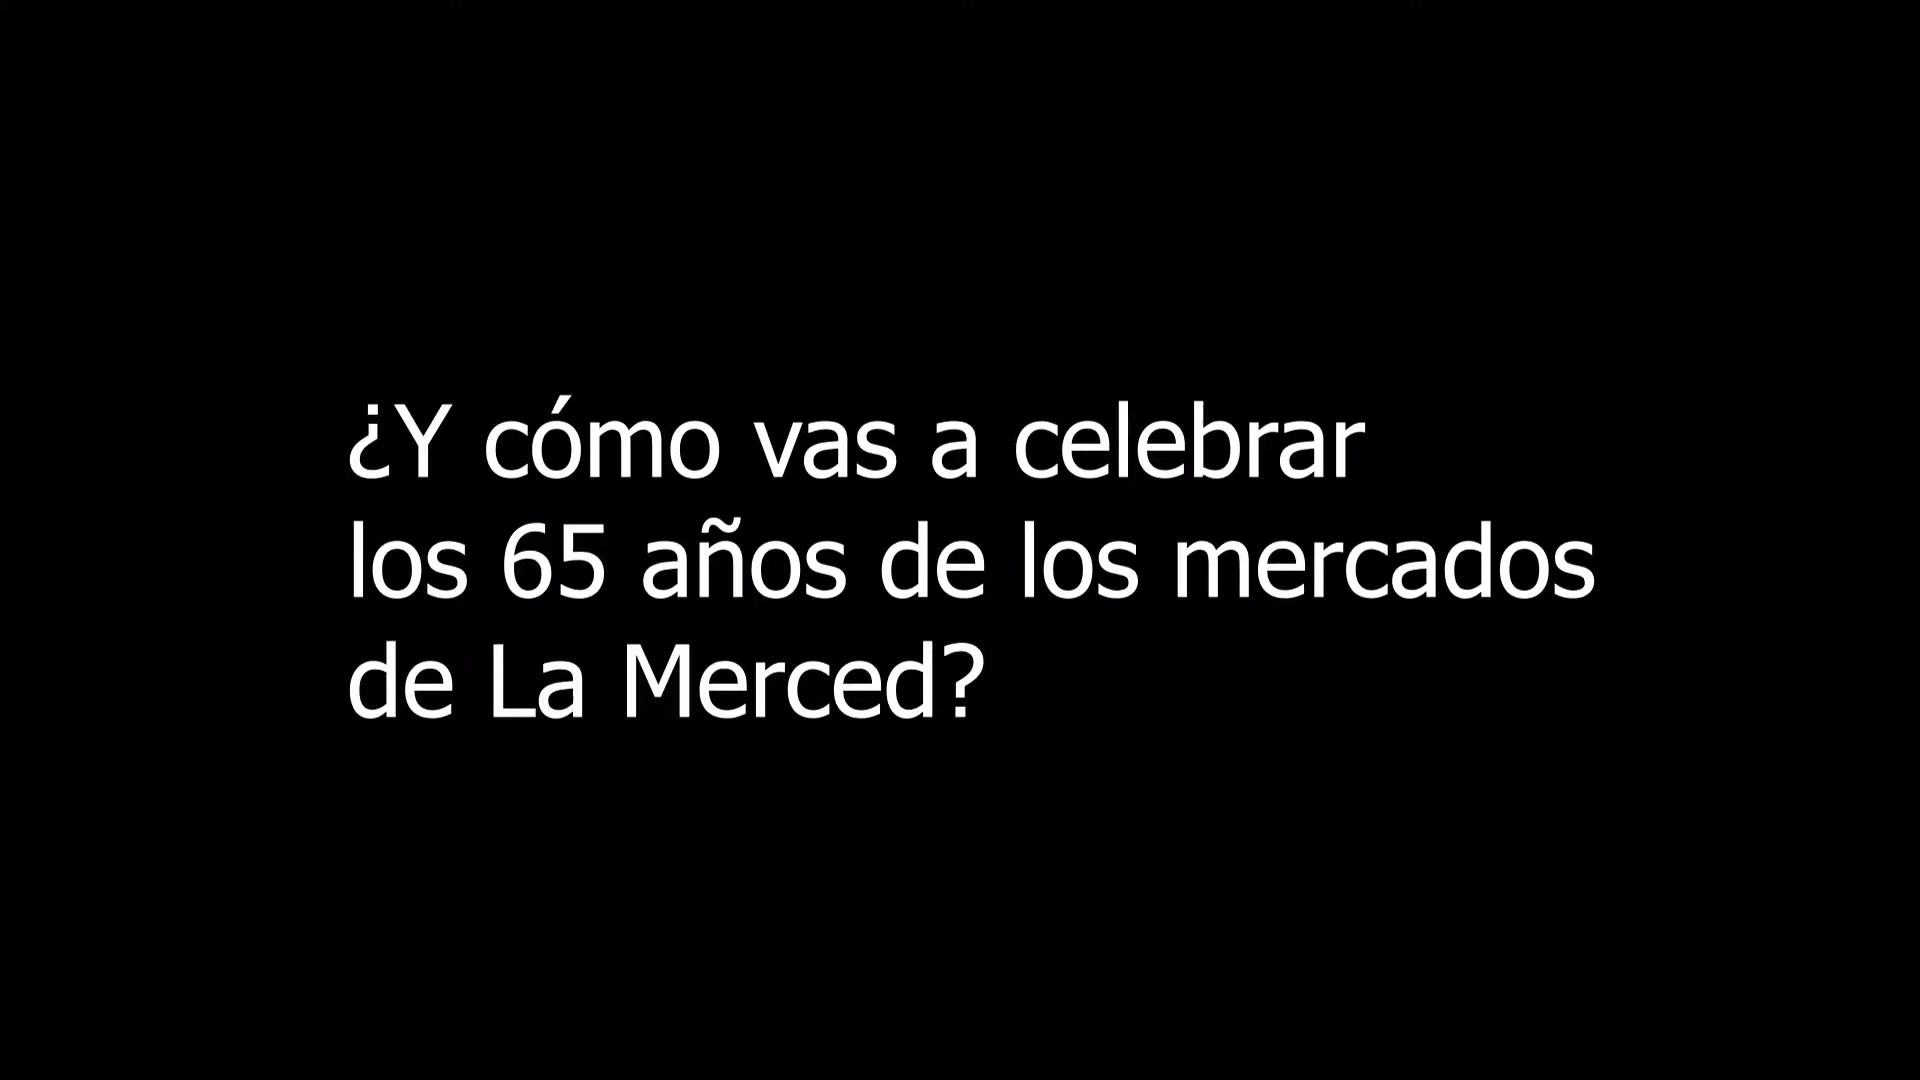 ¿Y cómo vas a celebrar
los 65 años de los mercados
de La Merced?